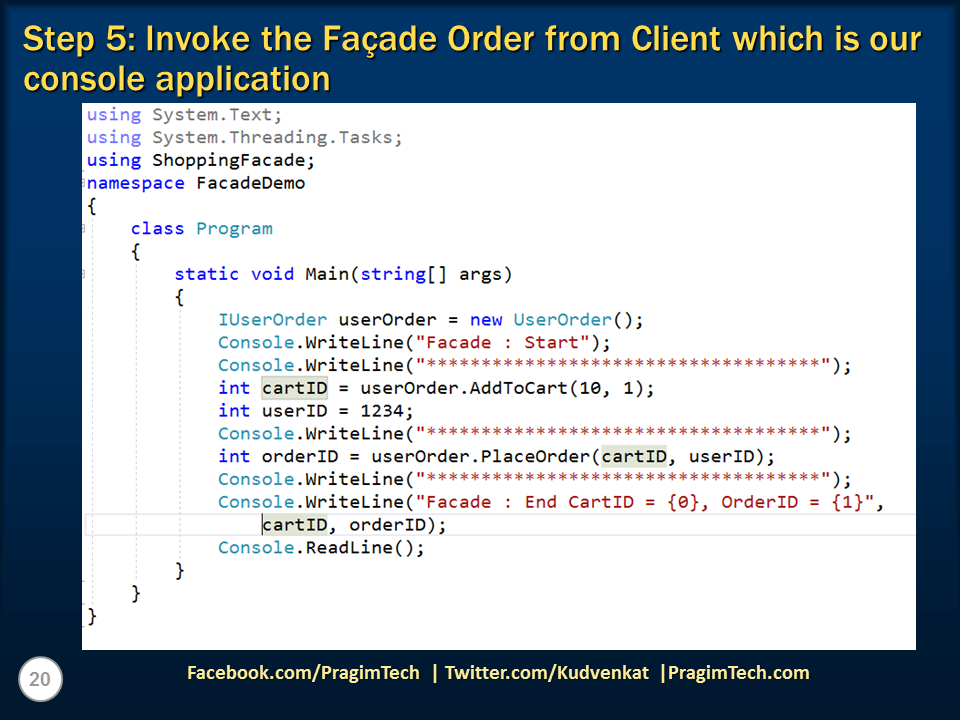 Step 5: Invoke the Façade Order from Client which is our
console application
using System.Text;
using System.Threading.Tasks;
using ShoppingFacade;
namespace FacadeDemo
{
    class Program
    {
        static void Main(string[] args)
        {
            IUserOrder userOrder = new UserOrder();
            Console.WriteLine("Facade : Start");
            Console.WriteLine("************************************");
            int cartID = userOrder.AddToCart(10, 1);
            int userID = 1234;
            Console.WriteLine("************************************");
            int orderID = userOrder.PlaceOrder(cartID, userID);
            Console.WriteLine("************************************");
            Console.WriteLine("Facade : End CartID = {0}, OrderID = {1}",
                cartID, orderID);
            Console.ReadLine();
        }
    }
}
20
Facebook.com/PragimTech | Twitter.com/Kudvenkat |PragimTech.com